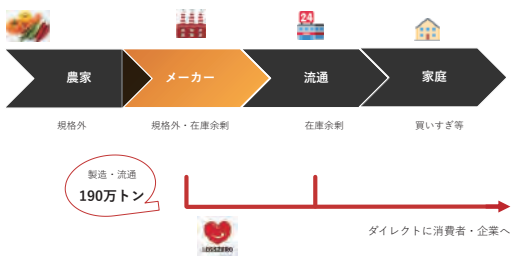 24
農家
メーカー
流通
家庭
規格外
規格外・在庫余剰
在庫余剰
買いすぎ等
製造・流通
190万トン
LOSSZERO
ダイレクトに消費者・企業へ